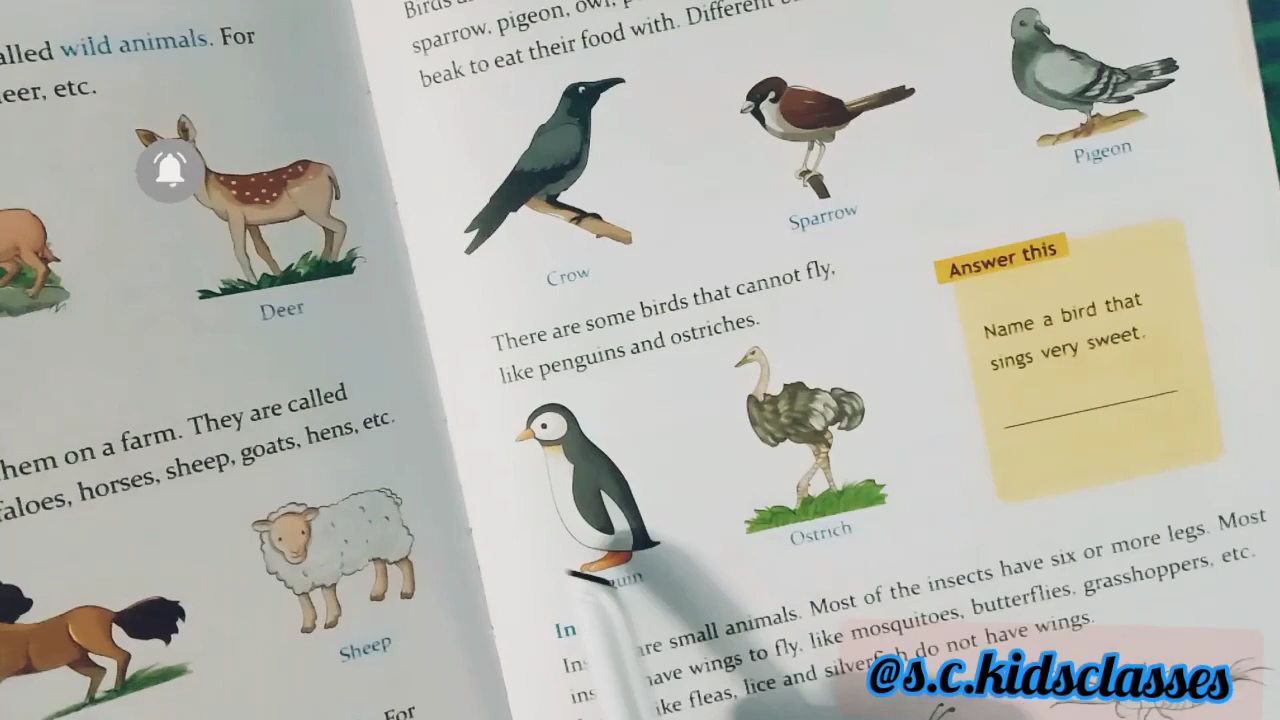 alled wild animals. For
eer, etc.
Deer
hem on a farm. They are called
faloes, horses, sheep, goats, hens, etc.
Sheep
For
Birds
sparrow, pigeon, owl,
beak to eat their food with. Different
Crow
Sparrow
Pigeon
There are some birds that cannot fly,
like penguins and ostriches.
Answer this
Name a bird that
sings very sweet.
Ostrich
In
are small animals. Most of the insects have six or more legs. Most
have wings to fly, like mosquitoes, butterflies, grasshoppers, etc.
like fleas, lice and silverfish do not have wings.
@s.c.kidsclasses